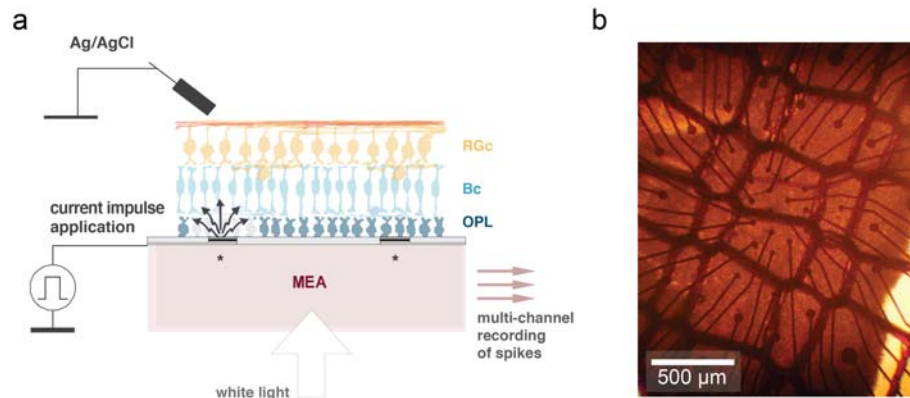 a
b
Ag/AgCl
RGc
Bc
current impulse
application
OPL
*
*
MEA
multi-channel
recording
of spikes
white light
500 μm